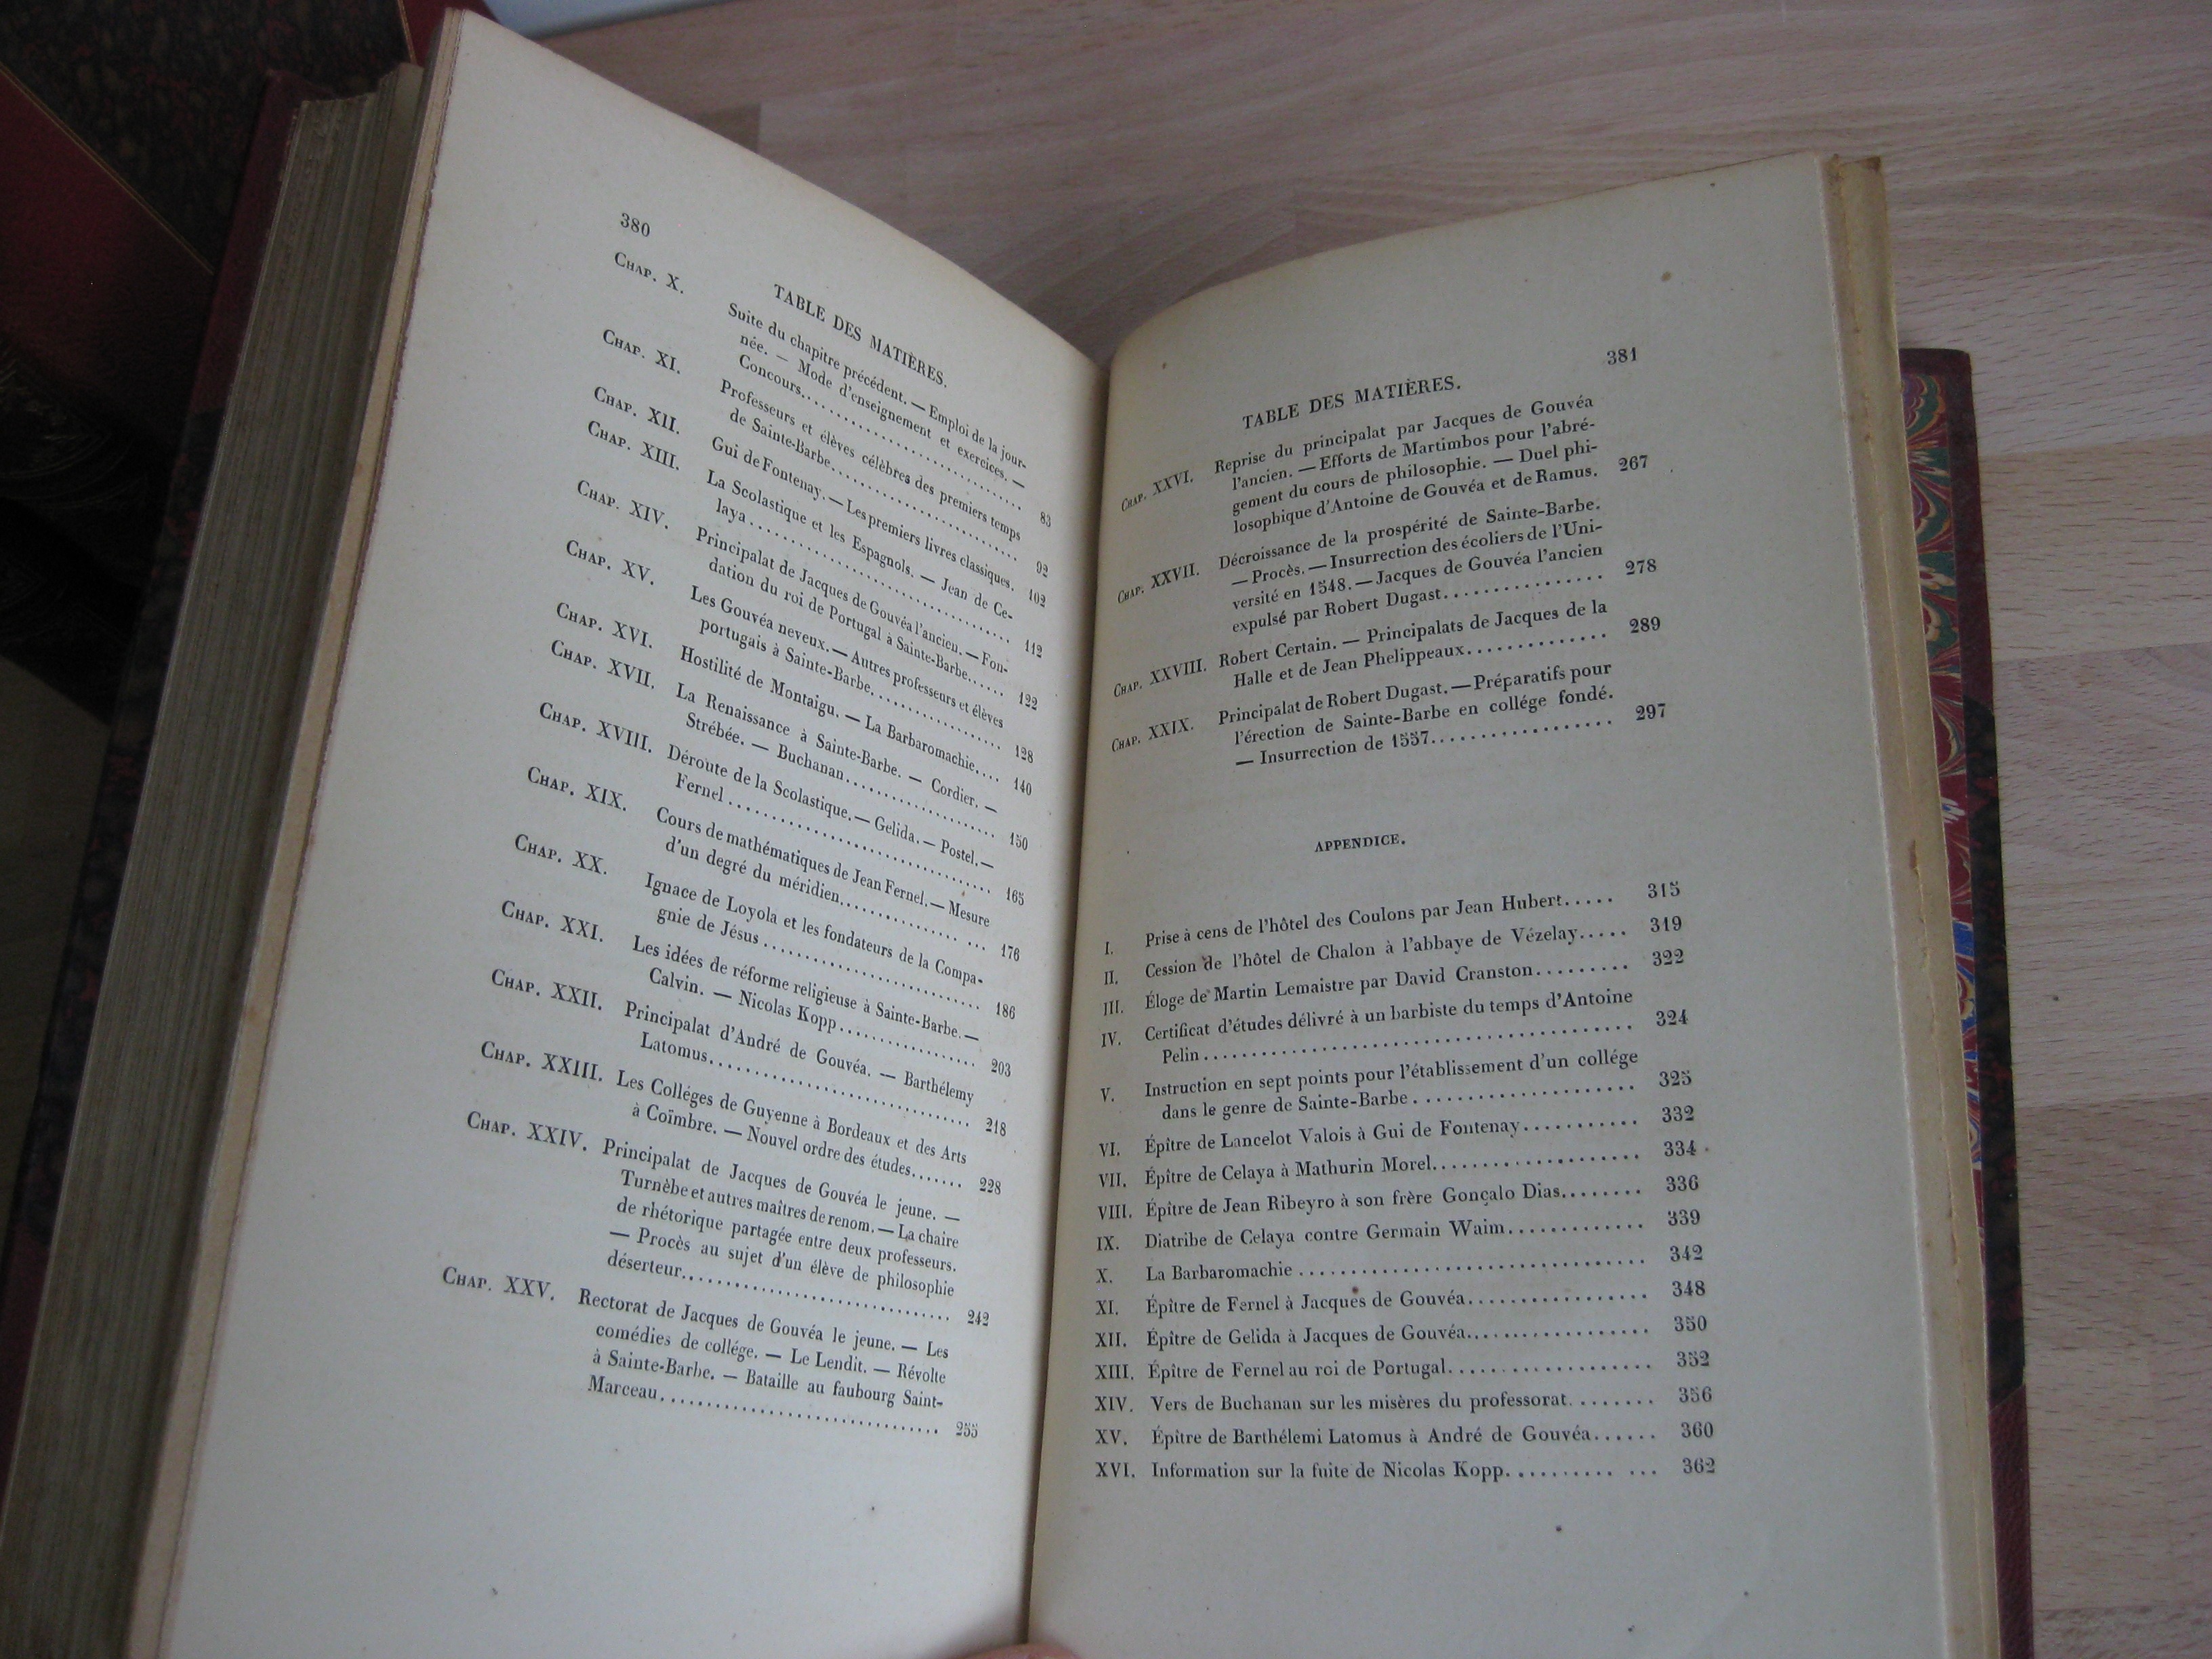 380
TABLE DES MATIÈRES.
CHAP. X. Suite du chapitre précédent. — Emploi de la jour-
née. — Mode d'enseignement et exercices. —
Concours........................ 83
CHAP. XI. Professeurs et élèves célèbres des premiers temps
de Sainte-Barbe........................ 92
CHAP. XII. Gui de Fontenay. — Les premiers livres classiques. 102
CHAP. XIII. La Scolastique et les Espagnols. — Jean de Ce-
laya........................ 112
CHAP. XIV. Principalat de Jacques de Gouvéa l'ancien. — Fon-
dation du roi de Portugal à Sainte-Barbe...... 122
CHAP. XV. Les Gouvéa neveux. — Autres professeurs et élèves
portugais à Sainte-Barbe................ 128
CHAP. XVI. Hostilité de Montaigu. — La Barbaromachie.... 140
CHAP. XVII. La Renaissance à Sainte-Barbe. — Cordier. —
Strébée. — Buchanan.................... 150
CHAP. XVIII. Déroute de la Scolastique. — Gelida. — Postel. —
Fernel........................ 165
CHAP. XIX. Cours de mathématiques de Jean Fernel. — Mesure
d'un degré du méridien............... ... 176
CHAP. XX. Ignace de Loyola et les fondateurs de la Compa-
gnie de Jésus........................ 186
CHAP. XXI. Les idées de réforme religieuse à Sainte-Barbe. —
Calvin. — Nicolas Kopp................ 203
CHAP. XXII. Principalat d'André de Gouvéa. — Barthélemy
Latomus........................ 218
CHAP. XXIII. Les Colléges de Guyenne à Bordeaux et des Arts
à Coïmbre. — Nouvel ordre des études....... 228
CHAP. XXIV. Principalat de Jacques de Gouvéa le jeune. —
Turnèbe et autres maîtres de renom. — La chaire
de rhétorique partagée entre deux professeurs.
— Procès au sujet d'un élève de philosophie
déserteur........................ 242
CHAP. XXV. Rectorat de Jacques de Gouvéa le jeune. — Les
comédies de collége. — Le Lendit. — Révolte
à Sainte-Barbe. — Bataille au faubourg Saint-
Marceau........................ 255
381
TABLE DES MATIÈRES.
CHAP. XXVI. Reprise du principalat par Jacques de Gouvéa
l'ancien. — Efforts de Martimbos pour l'abré-
gement du cours de philosophie. — Duel phi-
losophique d'Antoine de Gouvéa et de Ramus. 267
CHAP. XXVII. Décroissance de la prospérité de Sainte-Barbe.
— Procès. — Insurrection des écoliers de l'Uni-
versité en 1548. — Jacques de Gouvéa l'ancien
expulsé par Robert Dugast.............. 278
CHAP. XXVIII. Robert Certain. — Principalats de Jacques de la
Halle et de Jean Phelippeaux............. 289
CHAP. XXIX. Principalat de Robert Dugast. — Préparatifs pour
l'érection de Sainte-Barbe en collége fondé.
— Insurrection de 1557................. 297
APPENDICE.
I. Prise à cens de l'hôtel des Coulons par Jean Hubert..... 315
II. Cession de l'hôtel de Chalon à l'abbaye de Vézelay..... 319
III. Éloge de Martin Lemaistre par David Cranston......... 322
IV. Certificat d'études délivré à un barbiste du temps d'Antoine
Pelin........................ 324
V. Instruction en sept points pour l'établissement d'un collége
dans le genre de Sainte-Barbe.................... 325
VI. Épître de Lancelot Valois à Gui de Fontenay........... 332
VII. Épître de Celaya à Mathurin Morel.................... 334
VIII. Épître de Jean Ribeyro à son frère Gonçalo Dias........ 336
IX. Diatribe de Celaya contre Germain Waim............. 339
X. La Barbaromachie........................ 342
XI. Épître de Fernel à Jacques de Gouvéa................. 348
XII. Épître de Gelida à Jacques de Gouvéa................. 350
XIII. Épître de Fernel au roi de Portugal.................... 352
XIV. Vers de Buchanan sur les misères du professorat........ 356
XV. Épître de Barthélemi Latomus à André de Gouvéa...... 360
XVI. Information sur la fuite de Nicolas Kopp.......... ... 362